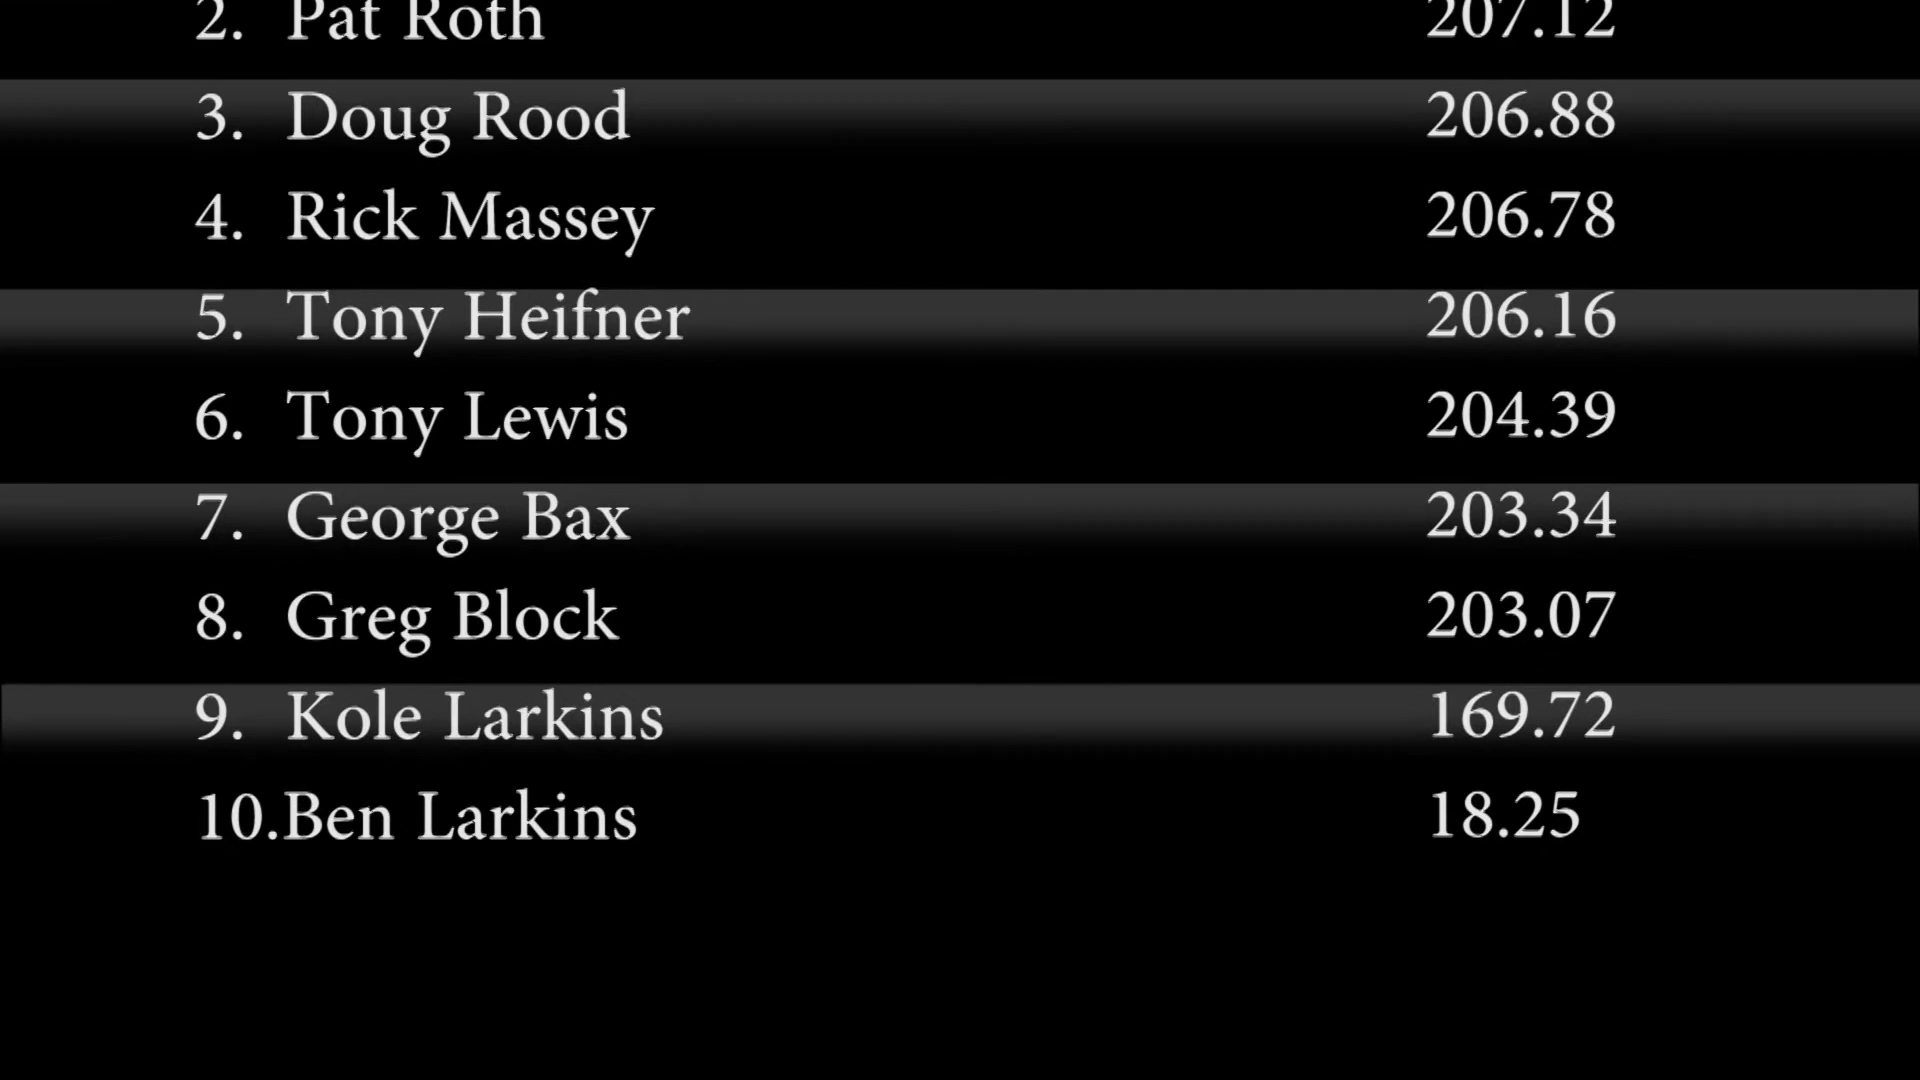 2. Pat Roth 207.12
3. Doug Rood 206.88
4. Rick Massey 206.78
5. Tony Heifner 206.16
6. Tony Lewis 204.39
7. George Bax 203.34
8. Greg Block 203.07
9. Kole Larkins 169.72
10.Ben Larkins 18.25